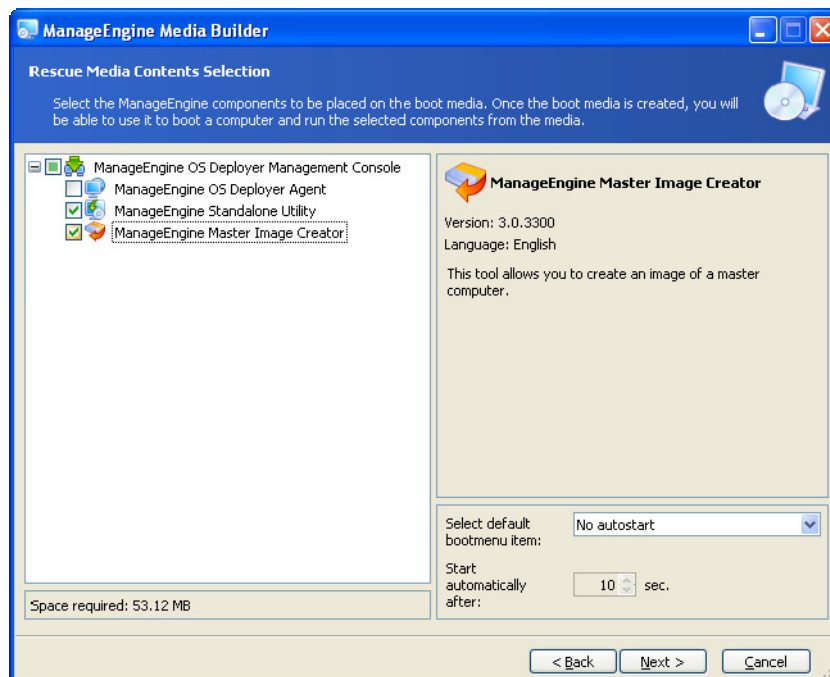 ManageEngine Media Builder
Rescue Media Contents Selection
Select the ManageEngine components to be placed on the boot media. Once the boot media is created, you will
be able to use it to boot a computer and run the selected components from the media.
ManageEngine OS Deployer Management Console
ManageEngine OS Deployer Agent
ManageEngine Standalone Utility
ManageEngine Master Image Creator
Space required: 53.12 MB
ManageEngine Master Image Creator
Version: 3.0.3300
Language: English
This tool allows you to create an image of a master
computer.
Select default
bootmenu item:
No autostart
Start
automatically
after:
10 sec.
< Back
Next >
Cancel